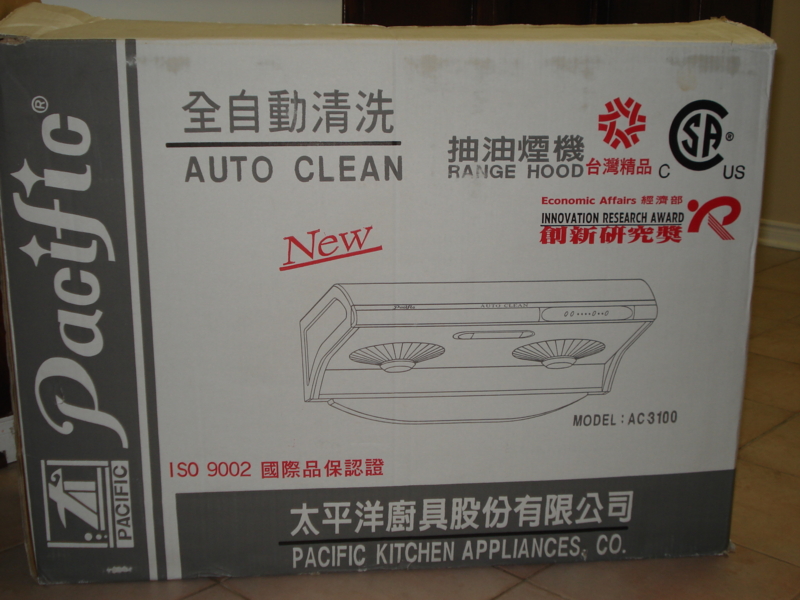 Pacific®
PACIFIC
全自動清洗
AUTO CLEAN
抽油煙機
RANGE HOOD
台灣精品
C SA® US
Economic Affairs 經濟部
INNOVATION RESEARCH AWARD
創新研究獎
New
Pacific AUTO CLEAN
MODEL : AC3100
ISO 9002 國際品保認證
太平洋廚具股份有限公司
PACIFIC KITCHEN APPLIANCES, CO.